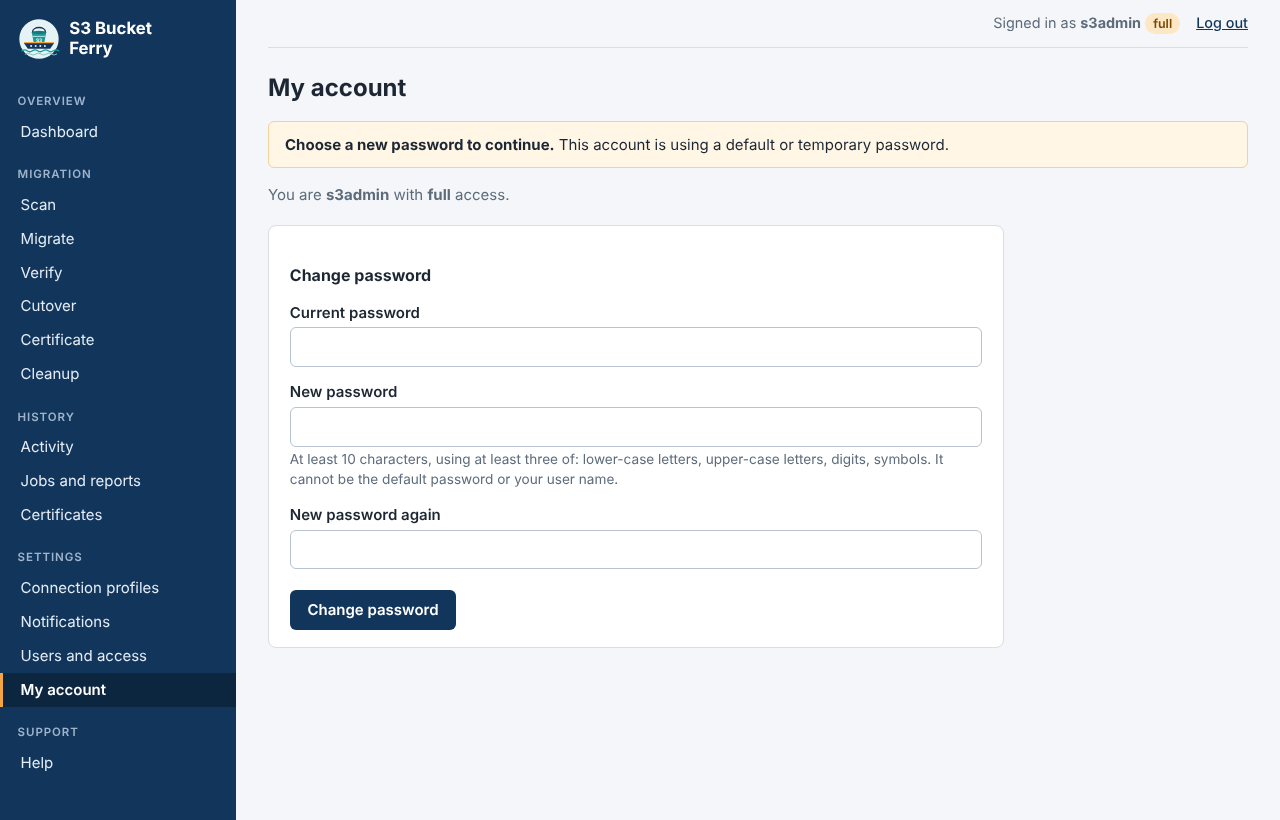 S3 Bucket
Ferry
OVERVIEW
Dashboard
MIGRATION
Scan
Migrate
Verify
Cutover
Certificate
Cleanup
HISTORY
Activity
Jobs and reports
Certificates
SETTINGS
Connection profiles
Notifications
Users and access
My account
SUPPORT
Help
Signed in as s3admin full Log out
My account
Choose a new password to continue. This account is using a default or temporary password.
You are s3admin with full access.
Change password
Current password
New password
At least 10 characters, using at least three of: lower-case letters, upper-case letters, digits, symbols. It
cannot be the default password or your user name.
New password again
Change password